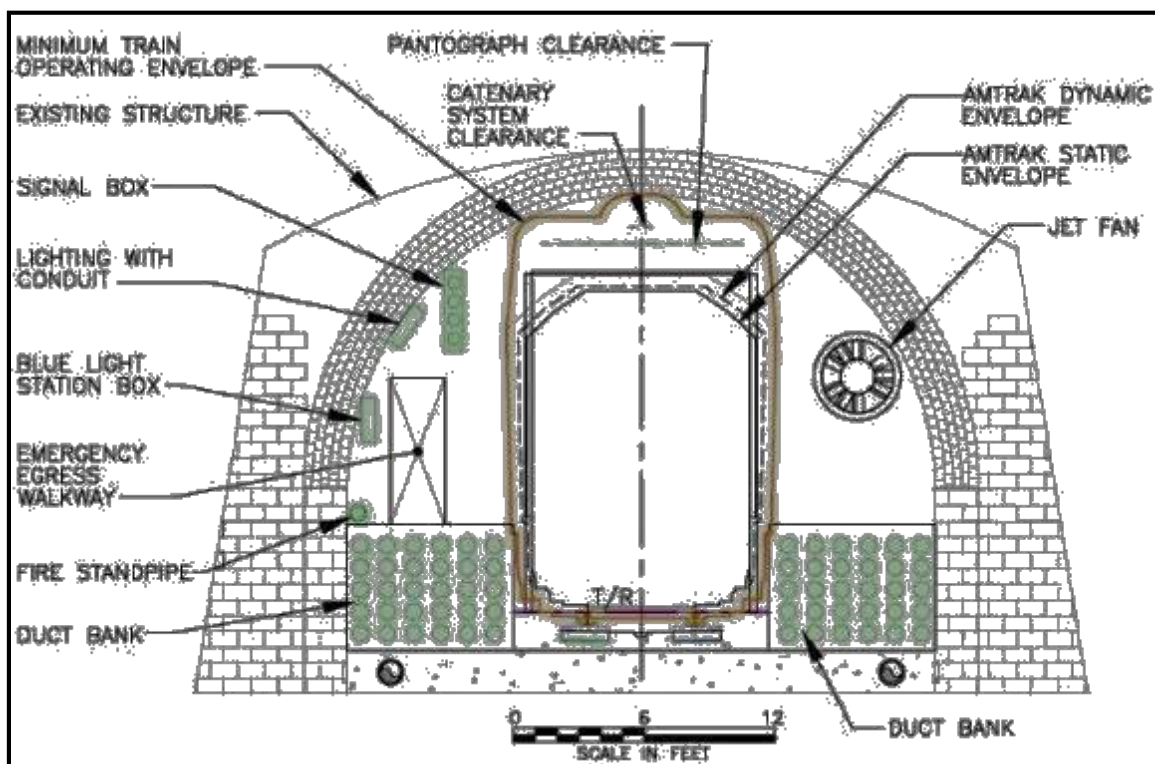 MINIMUM TRAIN
OPERATING ENVELOPE
EXISTING STRUCTURE
SIGNAL BOX
LIGHTING WITH
CONDUIT
BLUE LIGHT
STATION BOX
EMERGENCY
EGRESS
WALKWAY
FIRE STANDPIPE
DUCT BANK
PANTOGRAPH CLEARANCE
CATENARY
SYSTEM
CLEARANCE
AMTRAK DYNAMIC
ENVELOPE
AMTRAK STATIC
ENVELOPE
JET FAN
T/R
DUCT BANK
0 6 12
SCALE IN FEET